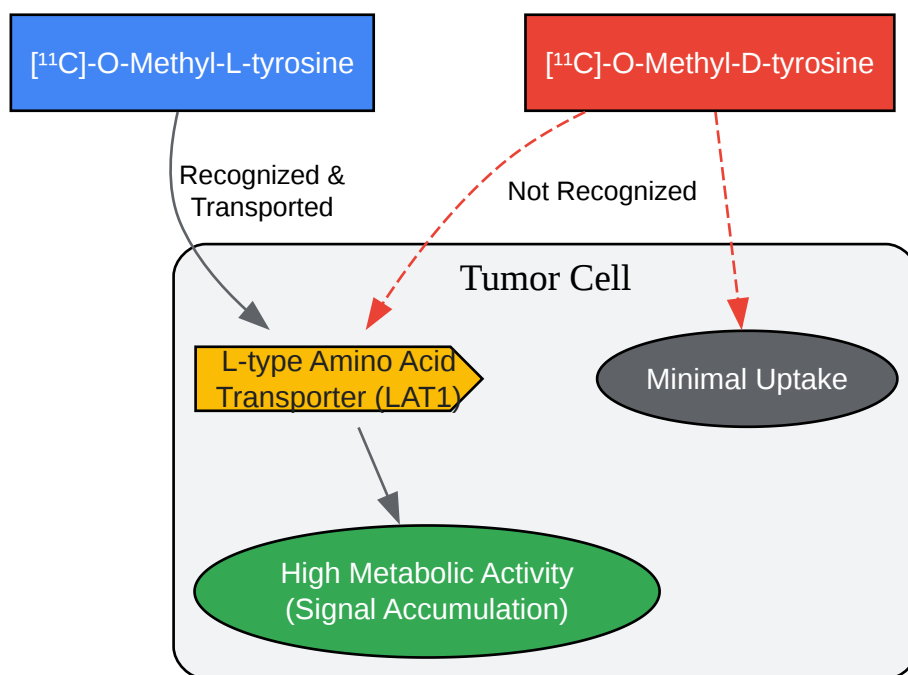 [¹¹C]-O-Methyl-L-tyrosine
[¹¹C]-O-Methyl-D-tyrosine
Recognized &
Transported
Not Recognized
Tumor Cell
L-type Amino Acid
Transporter (LAT1)
Minimal Uptake
High Metabolic Activity
(Signal Accumulation)